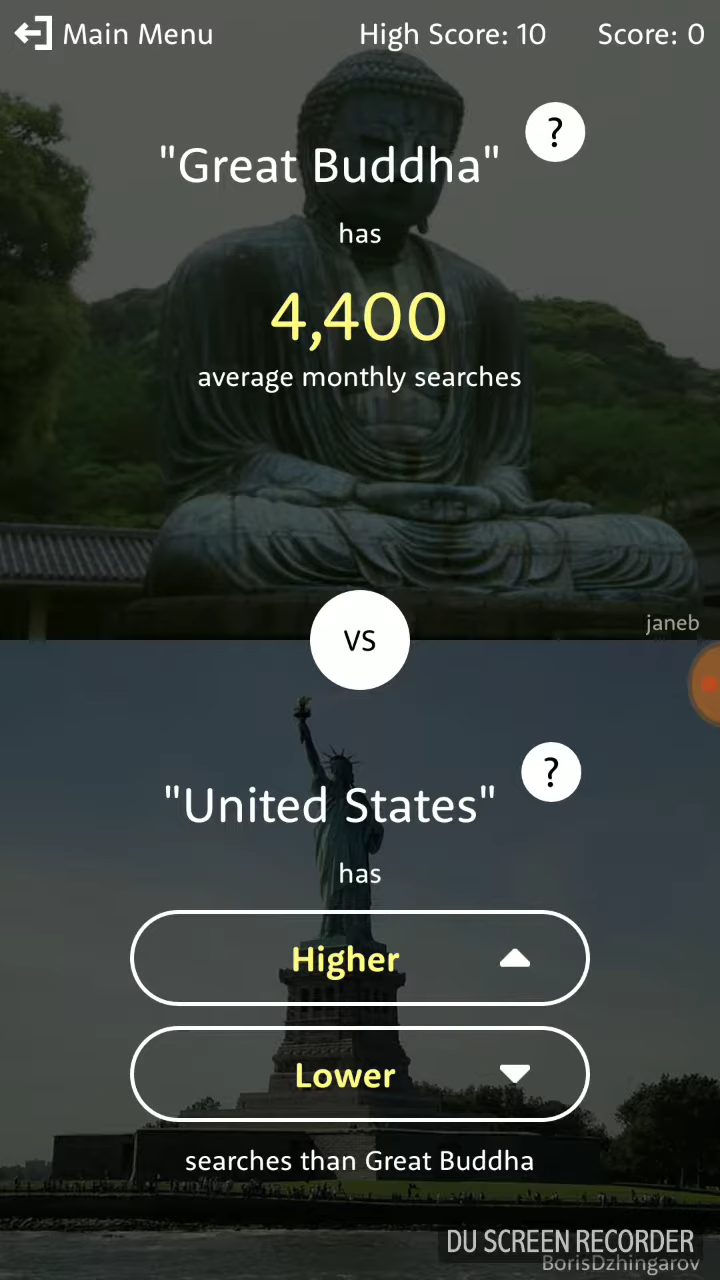 Main Menu High Score: 10 Score: 0
?
"Great Buddha"
has
4,400
average monthly searches
janeb
VS
?
"United States"
has
Higher
Lower
searches than Great Buddha
DU SCREEN RECORDER
BorisDzhingarov